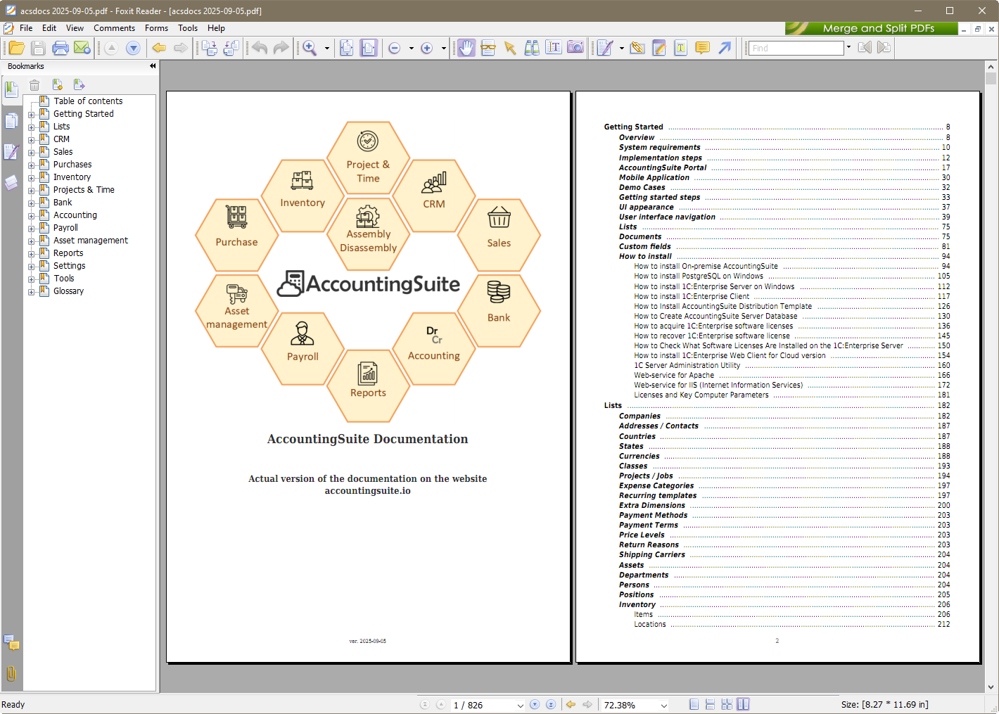 acsdocs 2025-09-05.pdf - Foxit Reader - [acsdocs 2025-09-05.pdf]
File Edit View Comments Forms Tools Help
Merge and Split PDFs
Find
Bookmarks
Table of contents
Getting Started
Lists
CRM
Sales
Purchases
Inventory
Projects & Time
Bank
Accounting
Payroll
Asset management
Reports
Settings
Tools
Glossary
Project &
Time
Inventory
CRM
Purchase
Assembly
Disassembly
Sales
AccountingSuite
Asset
management
Bank
Payroll
Dr
Cr
Accounting
Reports
AccountingSuite Documentation
Actual version of the documentation on the website
accountingsuite.io
ver. 2025-09-05
Getting Started 8
Overview 8
System requirements 10
Implementation steps 12
AccountingSuite Portal 17
Mobile Application 30
Demo Cases 32
Getting started steps 33
UI appearance 37
User interface navigation 39
Lists 75
Documents 75
Custom fields 81
How to install 94
How to install On-premise AccountingSuite 94
How to install PostgreSQL on Windows 105
How to install 1C:Enterprise Server on Windows 112
How to install 1C:Enterprise Client 117
How to Install AccountingSuite Distribution Template 126
How to Create AccountingSuite Server Database 130
How to acquire 1C:Enterprise software licenses 136
How to recover 1C:Enterprise software license 145
How to Check What Software Licenses Are Installed on the 1C:Enterprise Server 150
How to install 1C:Enterprise Web Client for Cloud version 154
1C Server Administration Utility 160
Web-service for Apache 166
Web-service for IIS (Internet Information Services) 172
Licenses and Key Computer Parameters 181
Lists 182
Companies 182
Addresses / Contacts 187
Countries 187
States 188
Currencies 188
Classes 193
Projects / Jobs 194
Expense Categories 197
Recurring templates 197
Extra Dimensions 200
Payment Methods 203
Payment Terms 203
Price Levels 203
Return Reasons 203
Shipping Carriers 204
Assets 204
Departments 204
Persons 204
Positions 205
Inventory 206
Items 206
Locations 212
2
Ready
1 / 826
72.38%
Size: [8.27 * 11.69 in]